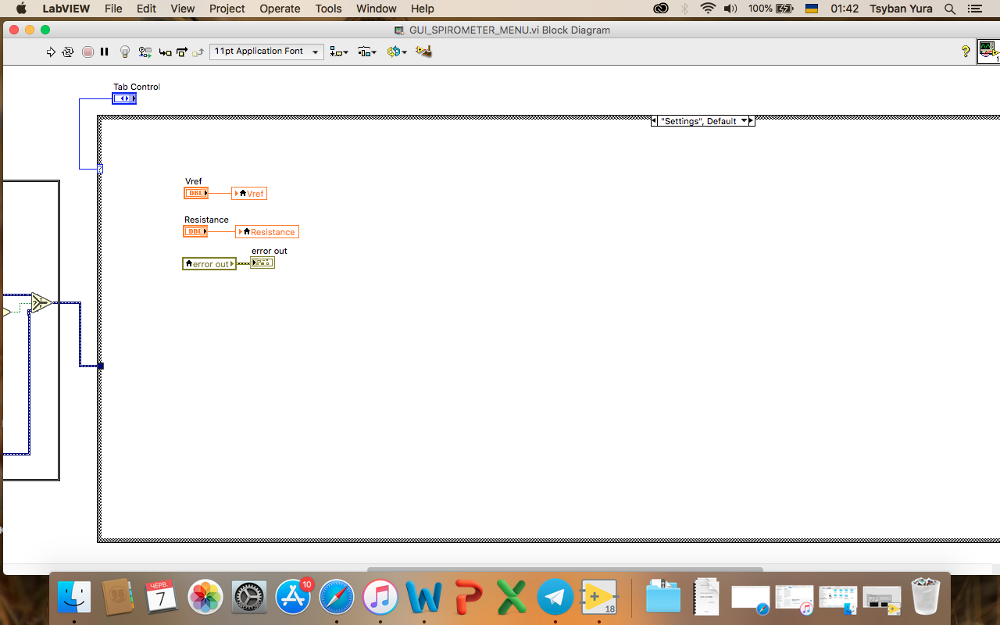 LabVIEW File Edit View Project Operate Tools Window Help 100% 01:42 Tsyban Yura
GUI_SPIROMETER_MENU.vi Block Diagram
11pt Application Font
?
1
Tab Control
"Settings", Default
?
Vref
DBL
Vref
Resistance
DBL
Resistance
error out
error out
?
T
F
ЧЕРВ.
7
10
18